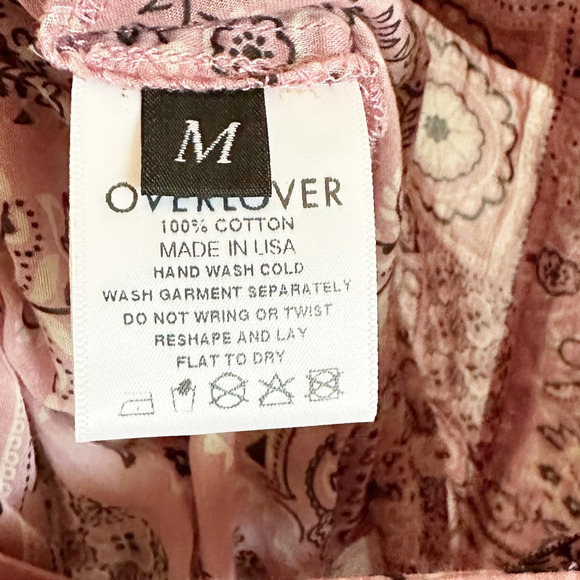 M
OVERLOVER
100% COTTON
MADE IN USA
HAND WASH COLD
WASH GARMENT SEPARATELY
DO NOT WRING OR TWIST
RESHAPE AND LAY
FLAT TO DRY